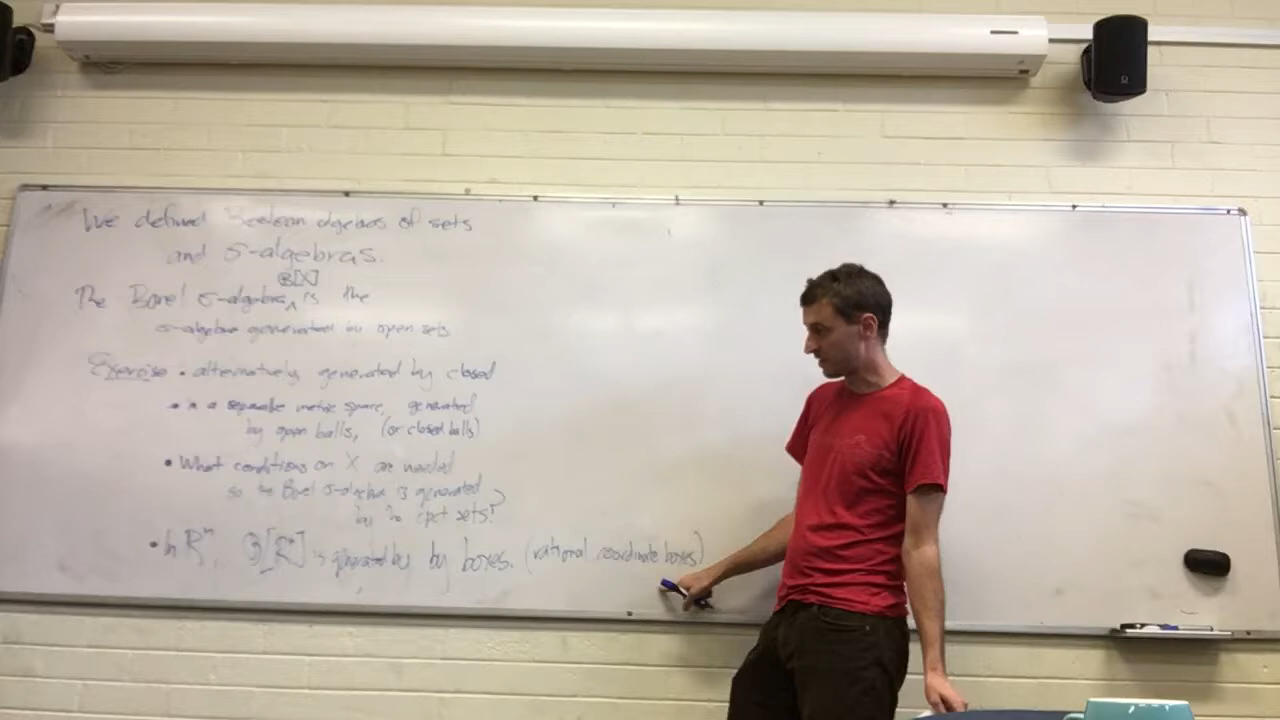 We defined Boolean algebras of sets
and σ-algebras.
B[X]
The Borel σ-algebra ^ is the
σ-algebra generated by open sets
Exercise • alternatively generated by closed
• in a separable metric space, generated
by open balls, (or closed balls)
• What conditions on X are needed
so the Borel σ-algebra is generated
by the cpct sets?
• In Rⁿ, B[Rⁿ] is generated by by boxes. (rational coordinate boxes)